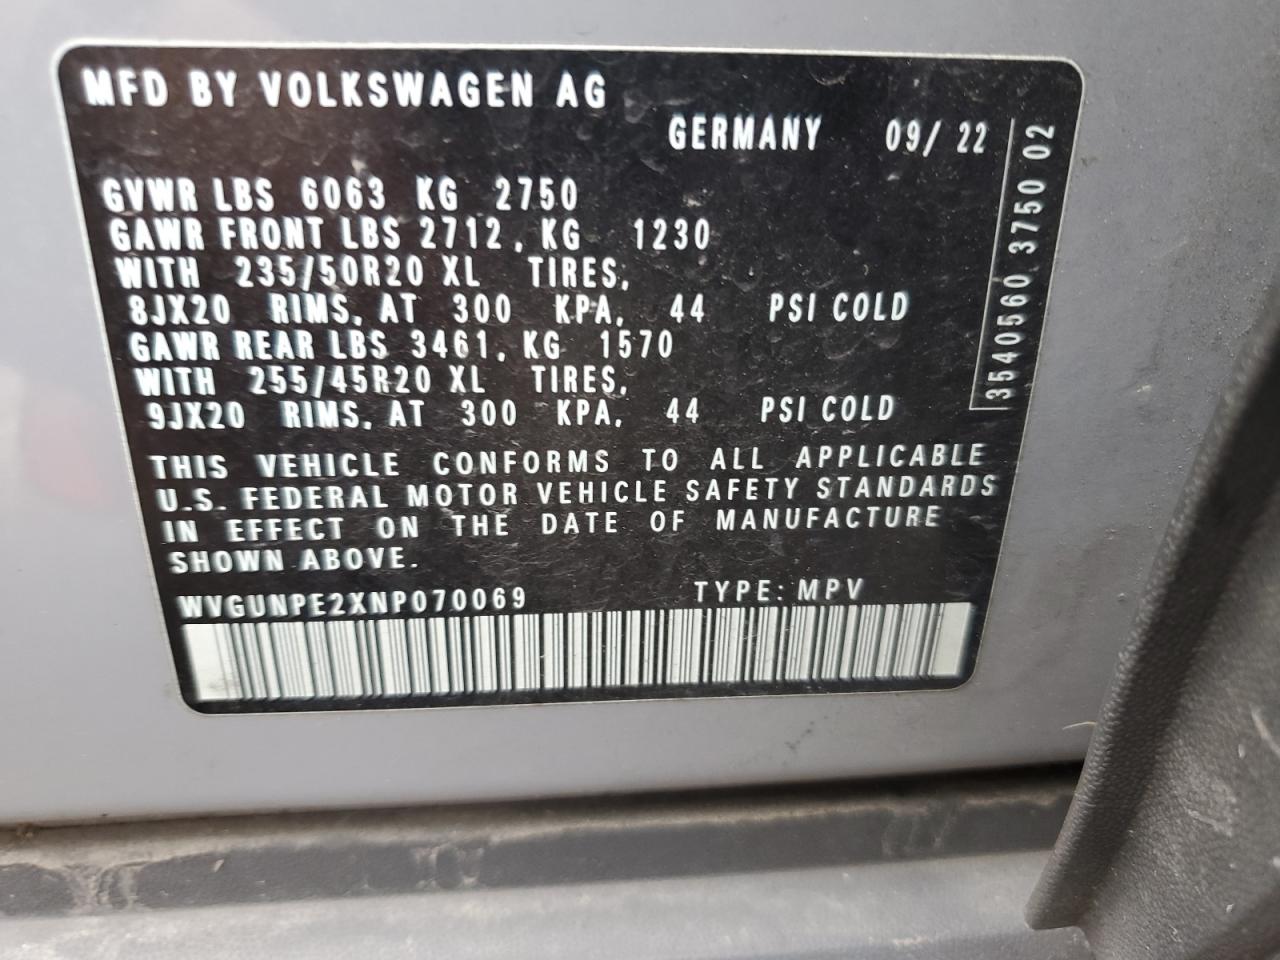 MFD BY VOLKSWAGEN AG
GERMANY 09/ 22
GVWR LBS 6063 KG 2750
GAWR FRONT LBS 2712, KG 1230
WITH 235/50R20 XL TIRES,
8JX20 RIMS, AT 300 KPA, 44 PSI COLD
GAWR REAR LBS 3461, KG 1570
WITH 255/45R20 XL TIRES,
9JX20 RIMS, AT 300 KPA, 44 PSI COLD
THIS VEHICLE CONFORMS TO ALL APPLICABLE
U.S. FEDERAL MOTOR VEHICLE SAFETY STANDARDS
IN EFFECT ON THE DATE OF MANUFACTURE
SHOWN ABOVE.
WVGUNPE2XNP070069 TYPE: MPV
3540560 3750 02